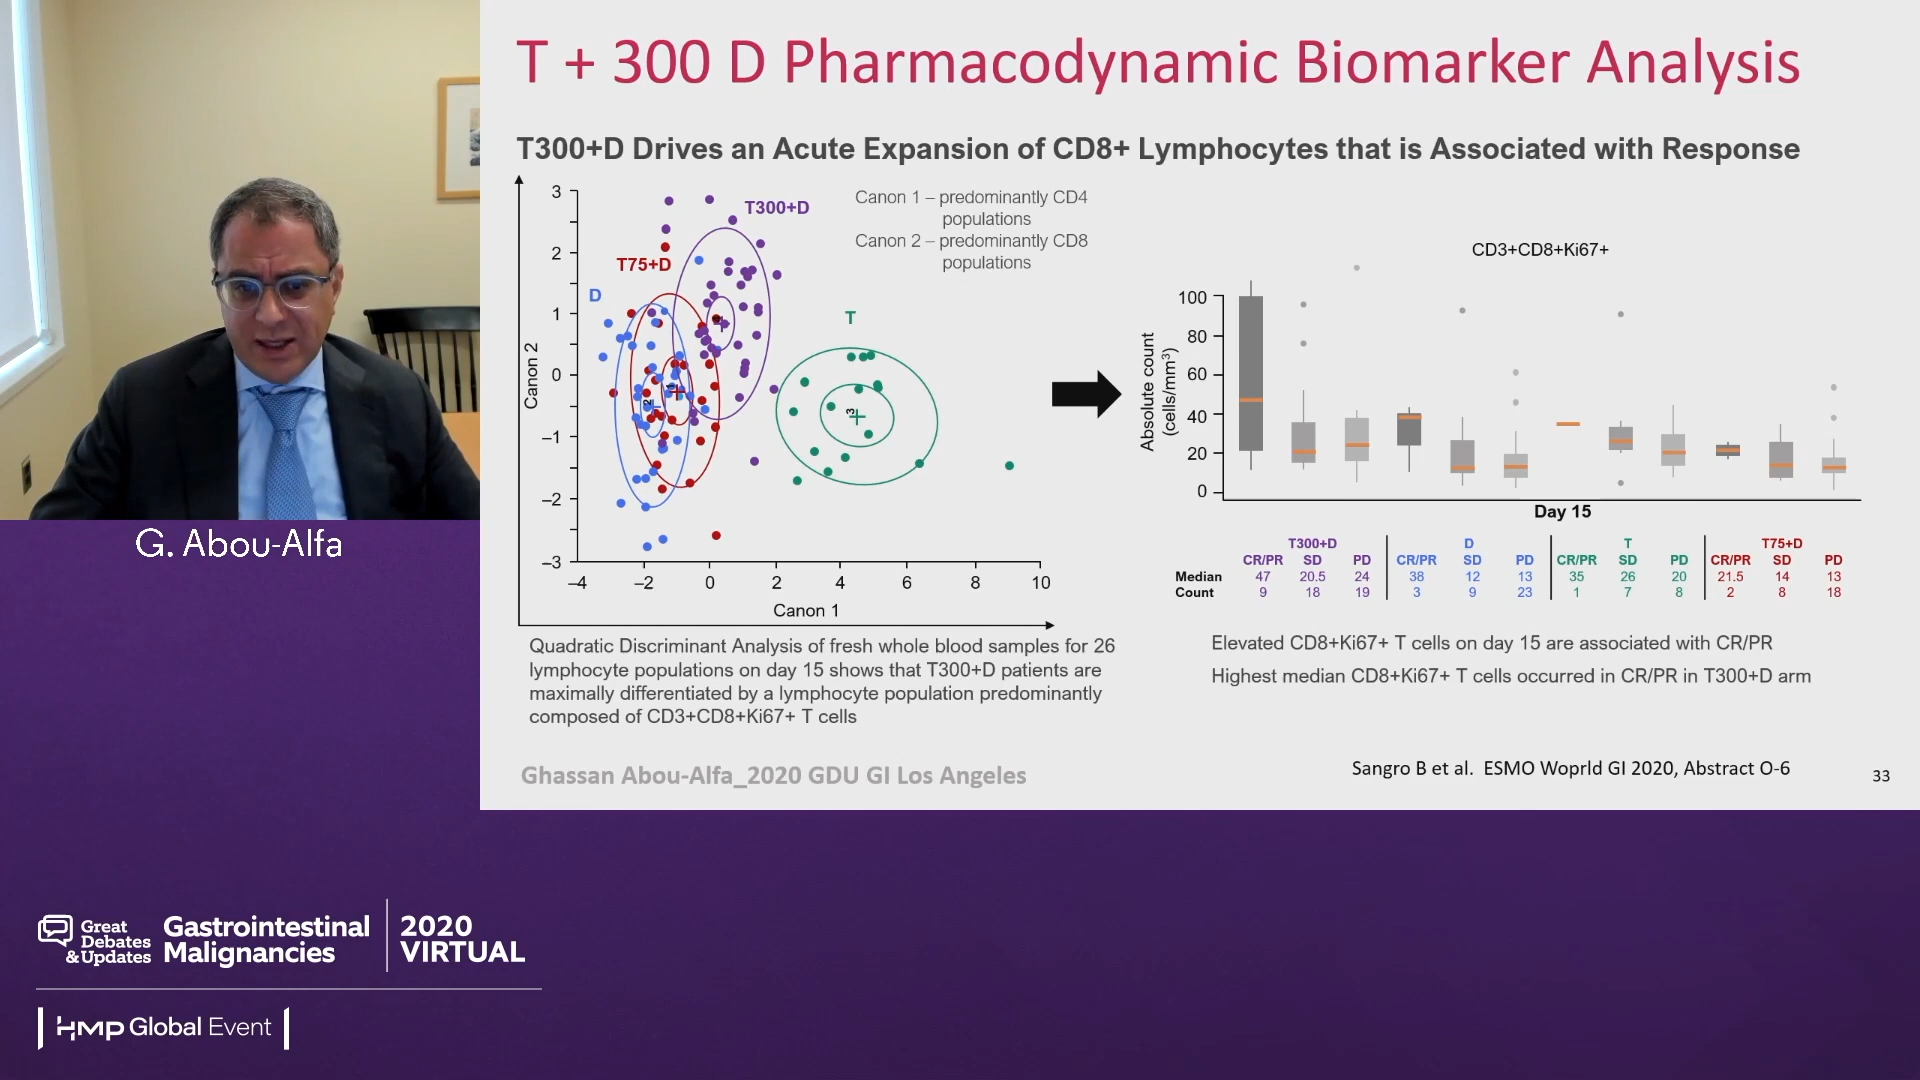 T + 300 D Pharmacodynamic Biomarker Analysis
T300+D Drives an Acute Expansion of CD8+ Lymphocytes that is Associated with Response
Canon 2
3
2
1
0
−1
−2
−3
−4
−2
0
2
4
6
8
10
Canon 1
D
T75+D
T300+D
T
1
2
3
Canon 1 – predominantly CD4
populations
Canon 2 – predominantly CD8
populations
Quadratic Discriminant Analysis of fresh whole blood samples for 26
lymphocyte populations on day 15 shows that T300+D patients are
maximally differentiated by a lymphocyte population predominantly
composed of CD3+CD8+Ki67+ T cells
CD3+CD8+Ki67+
Absolute count
(cells/mm³)
100
80
60
40
20
0
Day 15
T300+D D T T75+D
CR/PR SD PD CR/PR SD PD CR/PR SD PD CR/PR SD PD
Median 47 20.5 24 38 12 13 35 26 20 21.5 14 13
Count 9 18 19 3 9 23 1 7 8 2 8 18
Elevated CD8+Ki67+ T cells on day 15 are associated with CR/PR
Highest median CD8+Ki67+ T cells occurred in CR/PR in T300+D arm
Ghassan Abou-Alfa_2020 GDU GI Los Angeles
Sangro B et al. ESMO Woprld GI 2020, Abstract O-6
33
G. Abou-Alfa
Great
Debates
&Updates
Gastrointestinal
Malignancies
2020
VIRTUAL
HMP Global Event